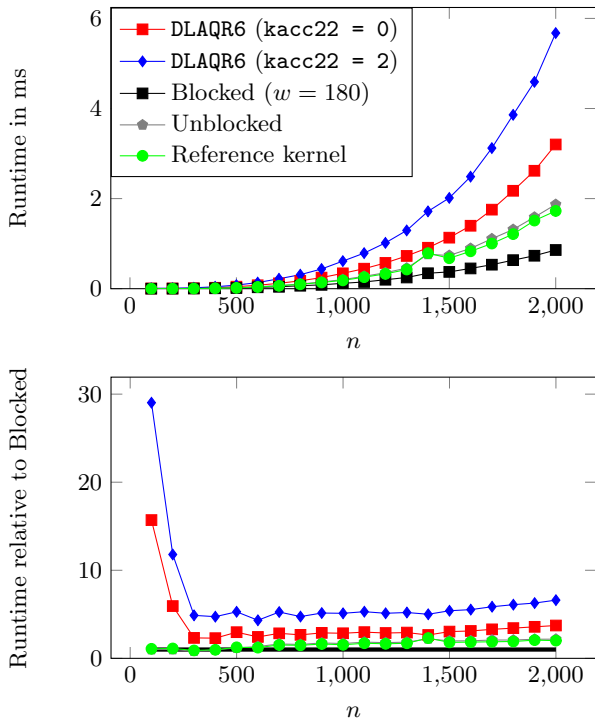 6
4
2
0
Runtime in ms
DLAQR6 (kacc22 = 0)
DLAQR6 (kacc22 = 2)
Blocked (w = 180)
Unblocked
Reference kernel
0 500 1,000 1,500 2,000
n
30
20
10
0
Runtime relative to Blocked
0 500 1,000 1,500 2,000
n